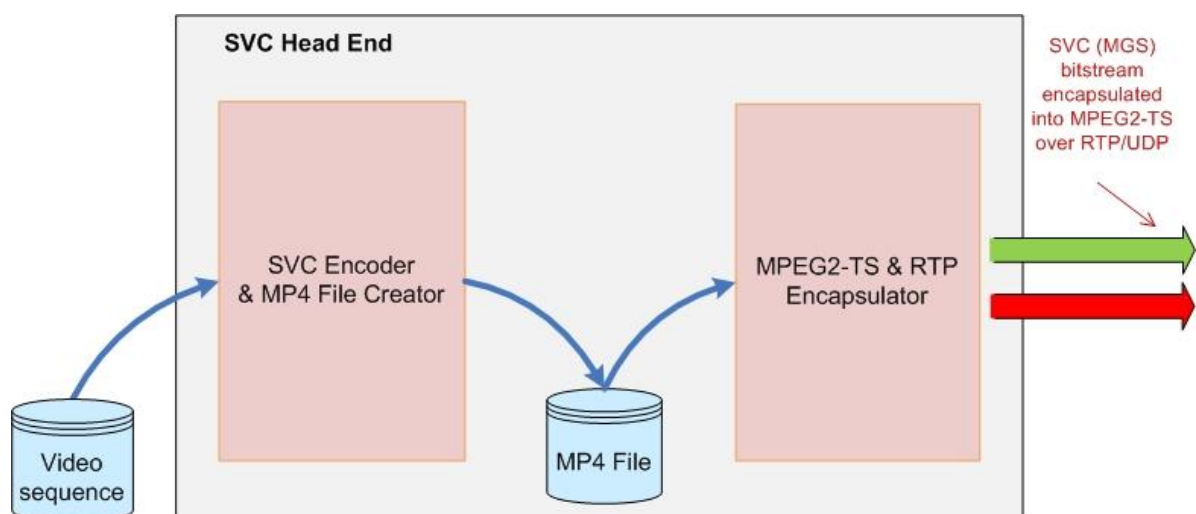 SVC Head End
SVC (MGS)
bitstream
encapsulated
into MPEG2-TS
over RTP/UDP
SVC Encoder
& MP4 File Creator
MPEG2-TS & RTP
Encapsulator
Video
sequence
MP4 File